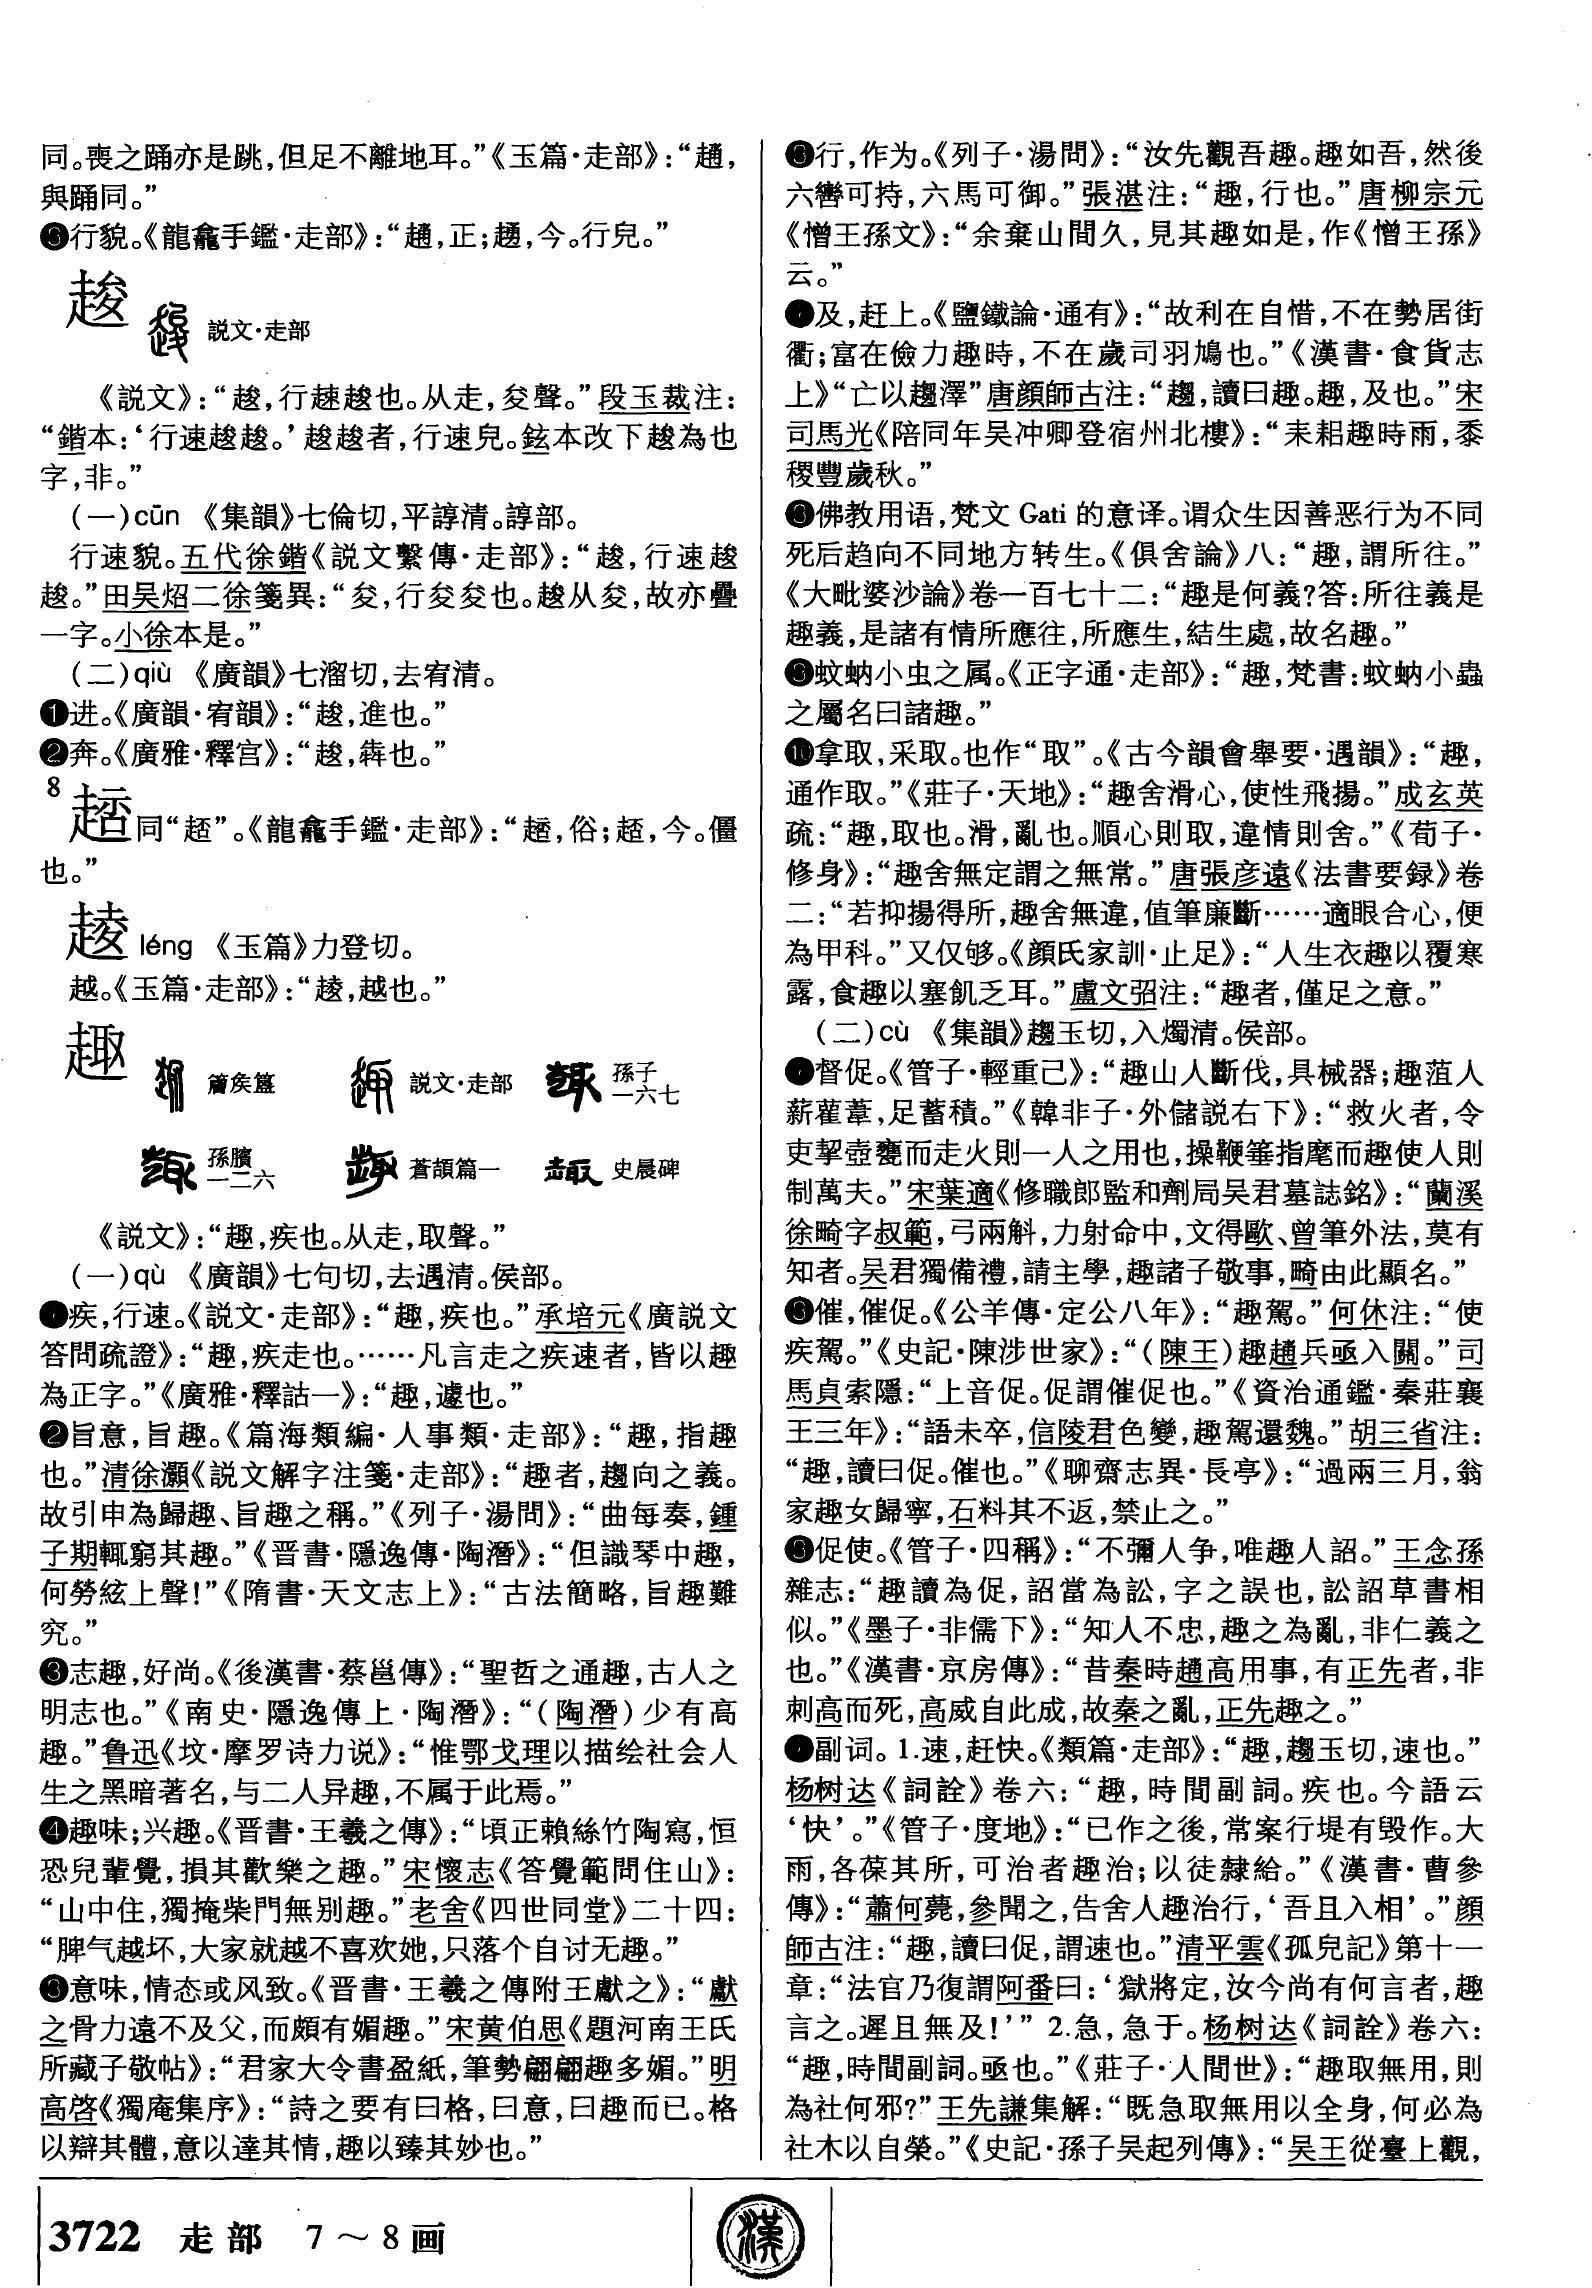 同。喪之踊亦是跳，但足不離地耳。”《玉篇·走部》：“趙，
與踊同。”
❸行貌。《龍龕手鑑·走部》：“，正；，今。行皃。”
趚 説文·走部
《説文》：“趚，行趚趚也。从走，夋聲。”段玉裁注：
“鍇本：‘行速趚趚。’趚趚者，行速皃。鉉本改下趚為也
字，非。”
（一）cūn 《集韻》七倫切，平諄清。諄部。
行速貌。五代徐鍇《説文繫傳·走部》：“，行速
。”田吴炤二徐箋異：“夋，行夋夋也。从夋，故亦疊
一字。小徐本是。”
（二）qiù 《廣韻》七溜切，去宥清。
❶进。《廣韻·宥韻》：“，進也。”
❷奔。《廣雅·釋宫》：“，犇也。”
8
同“”。《龍龕手鑑·走部》：“，俗；，今。僵
也。”
䞴 léng 《玉篇》力登切。
越。《玉篇·走部》：“，越也。”
趣
簠侯簋 説文·走部 孫子一六七
孫臏一二六 蒼頡篇一 史晨碑
《説文》：“趣，疾也。从走，取聲。”
（一）qù 《廣韻》七句切，去遇清。侯部。
❶疾，行速。《説文·走部》：“趣，疾也。”承培元《廣説文
答問疏證》：“趣，疾走也。……凡言走之疾速者，皆以趣
為正字。”《廣雅·釋詁一》：“趣，遽也。”
❷旨意，旨趣。《篇海類編·人事類·走部》：“趣，指趣
也。”清徐灝《説文解字注箋·走部》：“趣者，趨向之義。
故引申為歸趣、旨趣之稱。”《列子·湯問》：“曲每奏，鍾
子期輒窮其趣。”《晋書·隱逸傳·陶潛》：“但識琴中趣，
何勞絃上聲！”《隋書·天文志上》：“古法簡略，旨趣難
究。”
❸志趣，好尚。《後漢書·蔡邕傳》：“聖哲之通趣，古人之
明志也。”《南史·隱逸傳上·陶潛》：“（陶潛）少有高
趣。”鲁迅《坟·摩罗诗力说》：“惟鄂戈理以描绘社会人
生之黑暗著名，与二人异趣，不属于此焉。”
❹趣味；兴趣。《晋書·王羲之傳》：“頃正賴絲竹陶寫，恒
恐兒輩覺，損其歡樂之趣。”宋懷志《答覺範問住山》：
“山中住，獨掩柴門無别趣。”老舍《四世同堂》二十四：
“脾气越坏，大家就越不喜欢她，只落个自讨无趣。”
❺意味，情态或风致。《晋書·王羲之傳附王獻之》：“獻
之骨力遠不及父，而頗有媚趣。”宋黄伯思《題河南王氏
所藏子敬帖》：“君家大令書盈紙，筆勢翩翩趣多媚。”明
高啓《獨庵集序》：“詩之要有曰格，曰意，曰趣而已。格
以辯其體，意以達其情，趣以臻其妙也。”
❻行，作为。《列子·湯問》：“汝先觀吾趣。趣如吾，然後
六轡可持，六馬可御。”張湛注：“趣，行也。”唐柳宗元
《憎王孫文》：“余棄山間久，見其趣如是，作《憎王孫》
云。”
❼及，赶上。《鹽鐵論·通有》：“故利在自惜，不在勢居街
衢；富在儉力趣時，不在歲司羽鳩也。”《漢書·食貨志
上》“亡以趨澤”唐顔師古注：“趨，讀曰趣。趣，及也。”宋
司馬光《陪同年吴冲卿登宿州北樓》：“耒耜趣時雨，黍
稷豐歲秋。”
❽佛教用语，梵文 Gati 的意译。谓众生因善恶行为不同
死后趋向不同地方转生。《俱舍論》八：“趣，謂所往。”
《大毗婆沙論》卷一百七十二：“趣是何義？答：所往義是
趣義，是諸有情所應往，所應生，結生處，故名趣。”
❾蚊蚋小虫之属。《正字通·走部》：“趣，梵書：蚊蚋小蟲
之屬名曰諸趣。”
❿拿取，采取。也作“取”。《古今韻會舉要·遇韻》：“趣，
通作取。”《莊子·天地》：“趣舍滑心，使性飛揚。”成玄英
疏：“趣，取也。滑，亂也。順心則取，違情則舍。”《荀子·
修身》：“趣舍無定謂之無常。”唐張彦遠《法書要録》卷
二：“若抑揚得所，趣舍無違，值筆廉斷……適眼合心，便
為甲科。”又仅够。《顔氏家訓·止足》：“人生衣趣以覆寒
露，食趣以塞飢乏耳。”盧文弨注：“趣者，僅足之意。”
（二）cù 《集韻》趨玉切，入燭清。侯部。
❶督促。《管子·輕重己》：“趣山人斷伐，具械器；趣菹人
薪雚葦，足蓄積。”《韓非子·外儲説右下》：“救火者，令
吏挈壺甕而走火則一人之用也，操鞭箠指麾而趣使人則
制萬夫。”宋葉適《修職郎監和劑局吴君墓誌銘》：“蘭溪
徐畸字叔範，弓兩斛，力射命中，文得歐、曾筆外法，莫有
知者。吴君獨備禮，請主學，趣諸子敬事，畸由此顯名。”
❷催，催促。《公羊傳·定公八年》：“趣駕。”何休注：“使
疾駕。”《史記·陳涉世家》：“（陳王）趣趙兵亟入關。”司
馬貞索隱：“上音促。促謂催促也。”《資治通鑑·秦莊襄
王三年》：“語未卒，信陵君色變，趣駕還魏。”胡三省注：
“趣，讀曰促。催也。”《聊齋志異·長亭》：“過兩三月，翁
家趣女歸寧，石料其不返，禁止之。”
❸促使。《管子·四稱》：“不彌人争，唯趣人詔。”王念孫
雜志：“趣讀為促，詔當為訟，字之誤也，訟詔草書相
似。”《墨子·非儒下》：“知人不忠，趣之為亂，非仁義之
也。”《漢書·京房傳》：“昔秦時趙高用事，有正先者，非
刺高而死，高威自此成，故秦之亂，正先趣之。”
❹副词。1.速，赶快。《類篇·走部》：“趣，趨玉切，速也。”
杨树达《詞詮》卷六：“趣，時間副詞。疾也。今語云
‘快’。”《管子·度地》：“已作之後，常案行堤有毁作。大
雨，各葆其所，可治者趣治；以徒隸給。”《漢書·曹參
傳》：“蕭何薨，參聞之，告舍人趣治行，‘吾且入相’。”顔
師古注：“趣，讀曰促，謂速也。”清平雲《孤兒記》第十一
章：“法官乃復謂阿番曰：‘獄將定，汝今尚有何言者，趣
言之。遲且無及！’” 2.急，急于。杨树达《詞詮》卷六：
“趣，時間副詞。亟也。”《莊子·人間世》：“趣取無用，則
為社何邪？”王先謙集解：“既急取無用以全身，何必為
社木以自榮。”《史記·孫子吴起列傳》：“吴王從臺上觀，
3722 走部 7～8画
漢